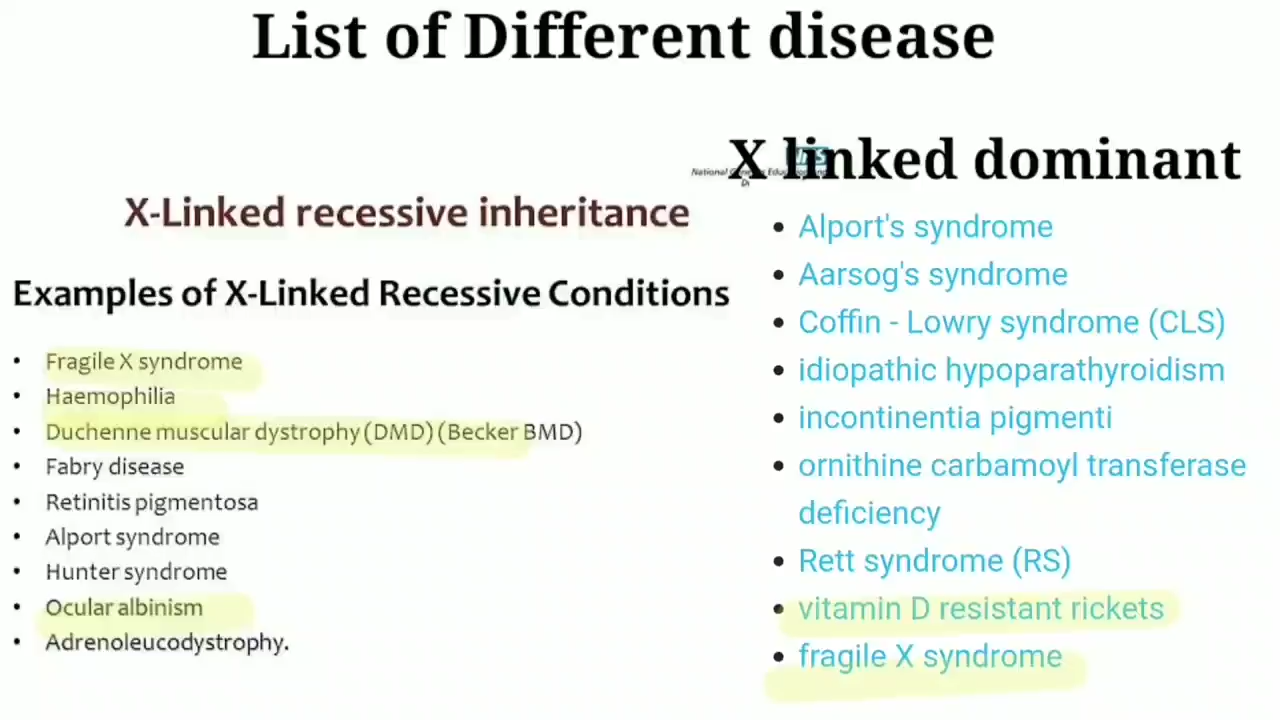 List of Different disease
X-Linked recessive inheritance
Examples of X-Linked Recessive Conditions
• Fragile X syndrome
• Haemophilia
• Duchenne muscular dystrophy (DMD) (Becker BMD)
• Fabry disease
• Retinitis pigmentosa
• Alport syndrome
• Hunter syndrome
• Ocular albinism
• Adrenoleucodystrophy.
X linked dominant
NHS
National
• Alport's syndrome
• Aarsog's syndrome
• Coffin - Lowry syndrome (CLS)
• idiopathic hypoparathyroidism
• incontinentia pigmenti
• ornithine carbamoyl transferase
deficiency
• Rett syndrome (RS)
• vitamin D resistant rickets
• fragile X syndrome